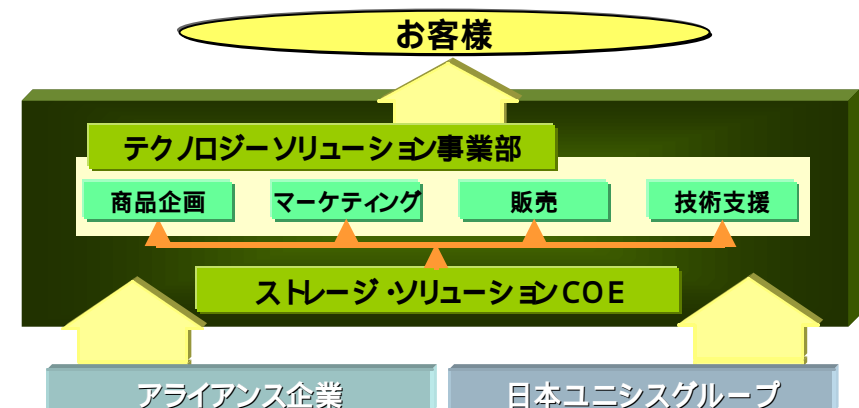 お客様
テクノロジーソリューション事業部
商品企画 マーケティング 販売 技術支援
ストレージ・ソリューションCOE
アライアンス企業 日本ユニシスグループ